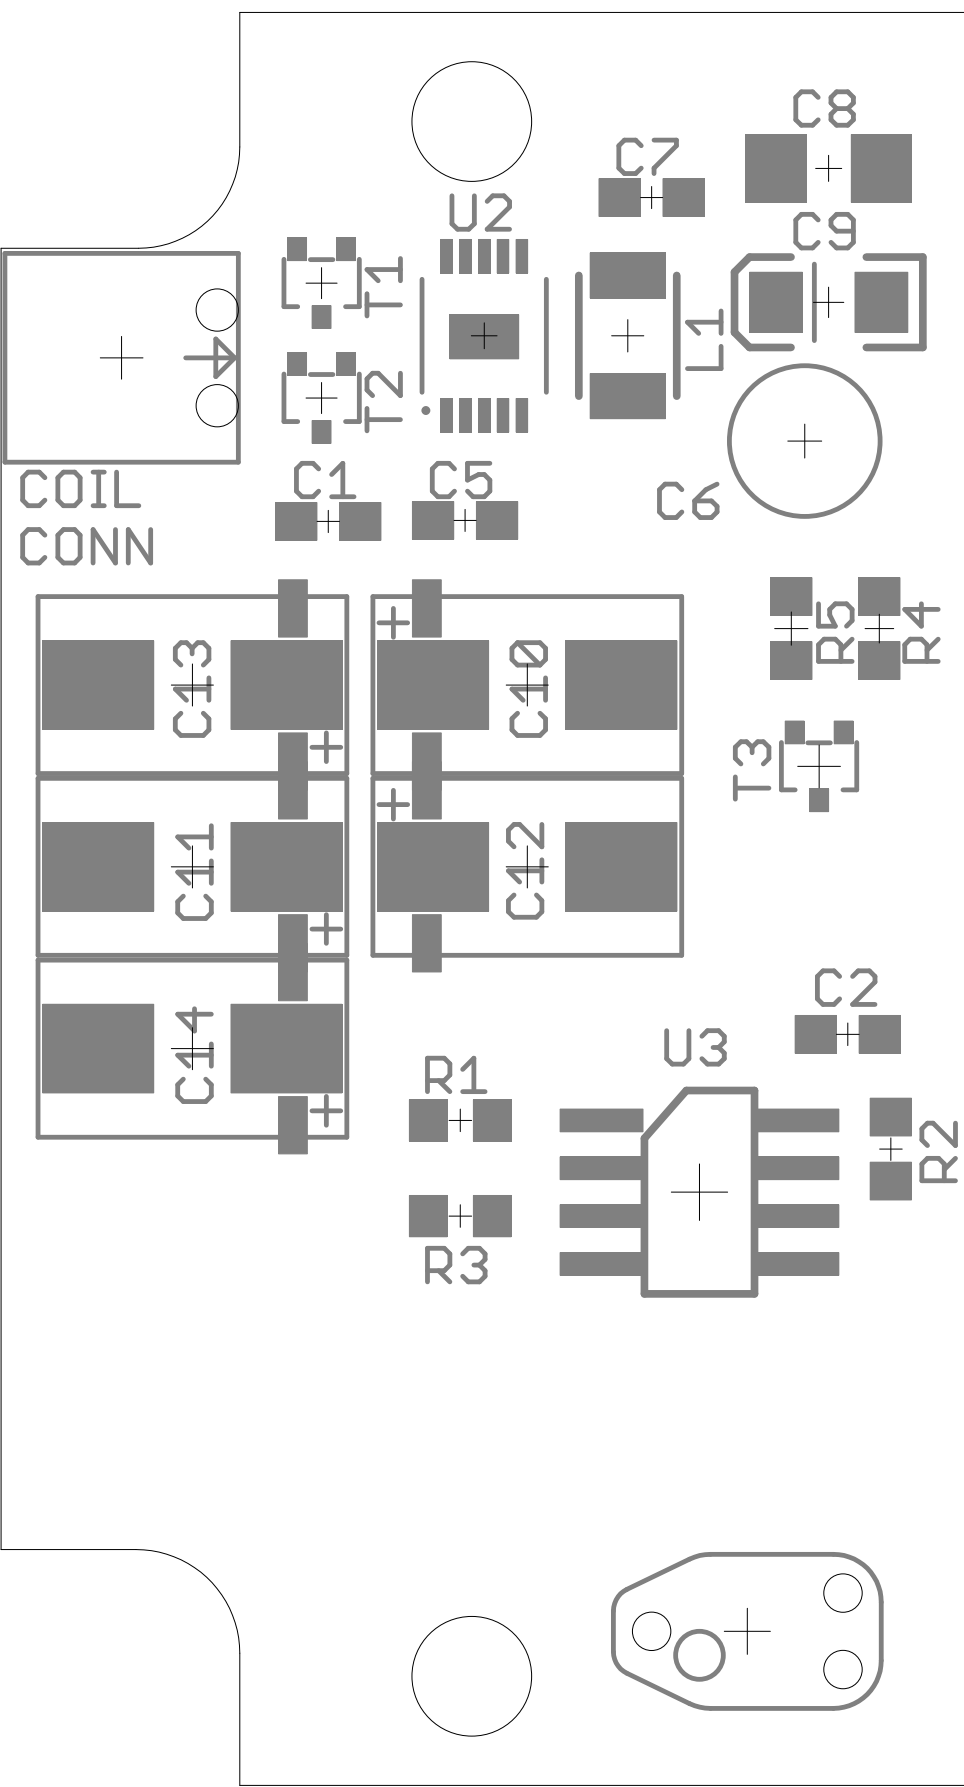 C8
C7
U2
C9
T1
L1
T2
C1
C5
C6
COIL
CONN
R5
R4
+
C13
C10
+
T3
+
C11
C12
+
C2
C14
U3
R1
+
R2
R3